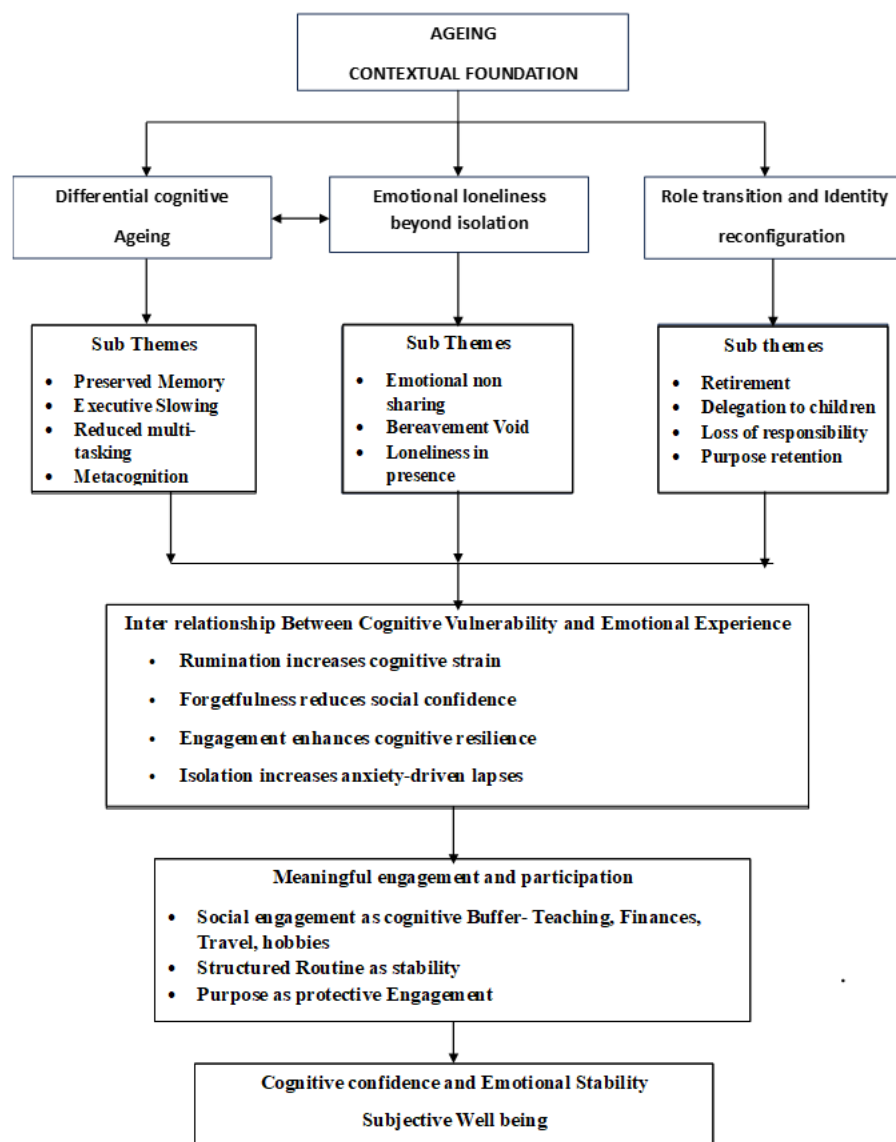 AGEING
CONTEXTUAL FOUNDATION
Differential cognitive
Ageing
Emotional loneliness
beyond isolation
Role transition and Identity
reconfiguration
Sub Themes
• Preserved Memory
• Executive Slowing
• Reduced multi-
tasking
• Metacognition
Sub Themes
• Emotional non
sharing
• Bereavement Void
• Loneliness in
presence
Sub themes
• Retirement
• Delegation to children
• Loss of responsibility
• Purpose retention
Inter relationship Between Cognitive Vulnerability and Emotional Experience
• Rumination increases cognitive strain
• Forgetfulness reduces social confidence
• Engagement enhances cognitive resilience
• Isolation increases anxiety-driven lapses
Meaningful engagement and participation
• Social engagement as cognitive Buffer- Teaching, Finances,
Travel, hobbies
• Structured Routine as stability
• Purpose as protective Engagement
.
Cognitive confidence and Emotional Stability
Subjective Well being